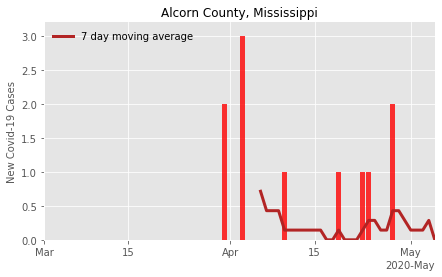 Alcorn County, Mississippi
7 day moving average
New Covid-19 Cases
3.0
2.5
2.0
1.5
1.0
0.5
0.0
Mar 15 Apr 15 May
2020-May